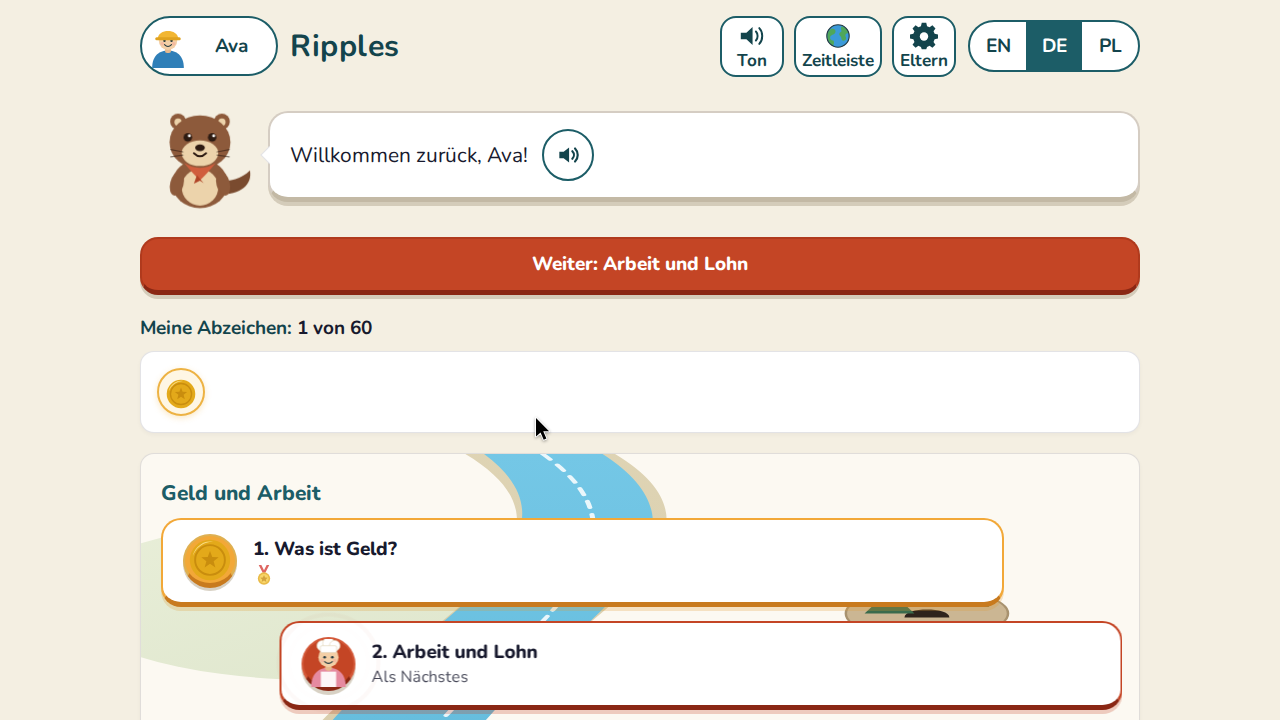 Ava
Ripples
Ton
Zeitleiste
Eltern
EN
DE
PL
Willkommen zurück, Ava!
Weiter: Arbeit und Lohn
Meine Abzeichen: 1 von 60
Geld und Arbeit
1. Was ist Geld?
2. Arbeit und Lohn
Als Nächstes